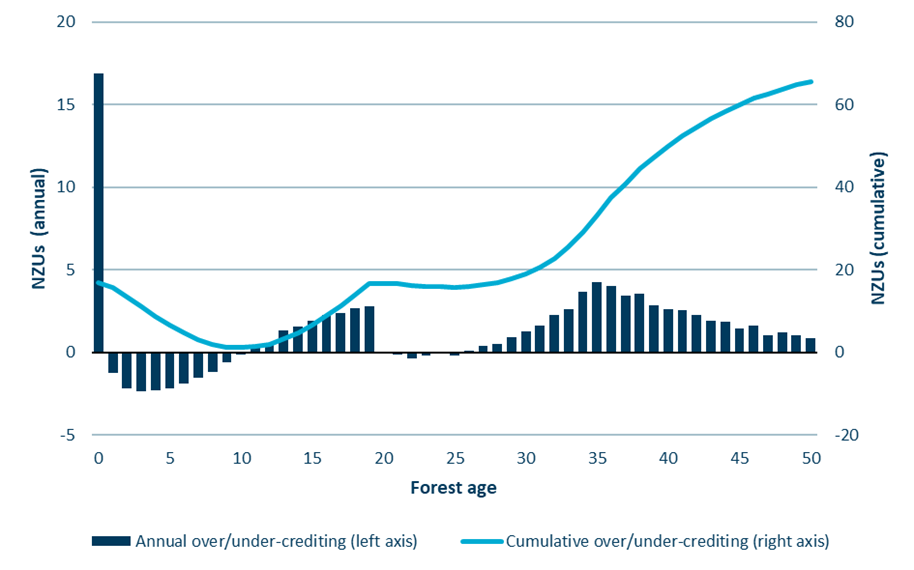 20
15
10
5
0
-5
NZUs (annual)
80
60
40
20
0
-20
NZUs (cumulative)
0 5 10 15 20 25 30 35 40 45 50
Forest age
Annual over/under-crediting (left axis) Cumulative over/under-crediting (right axis)